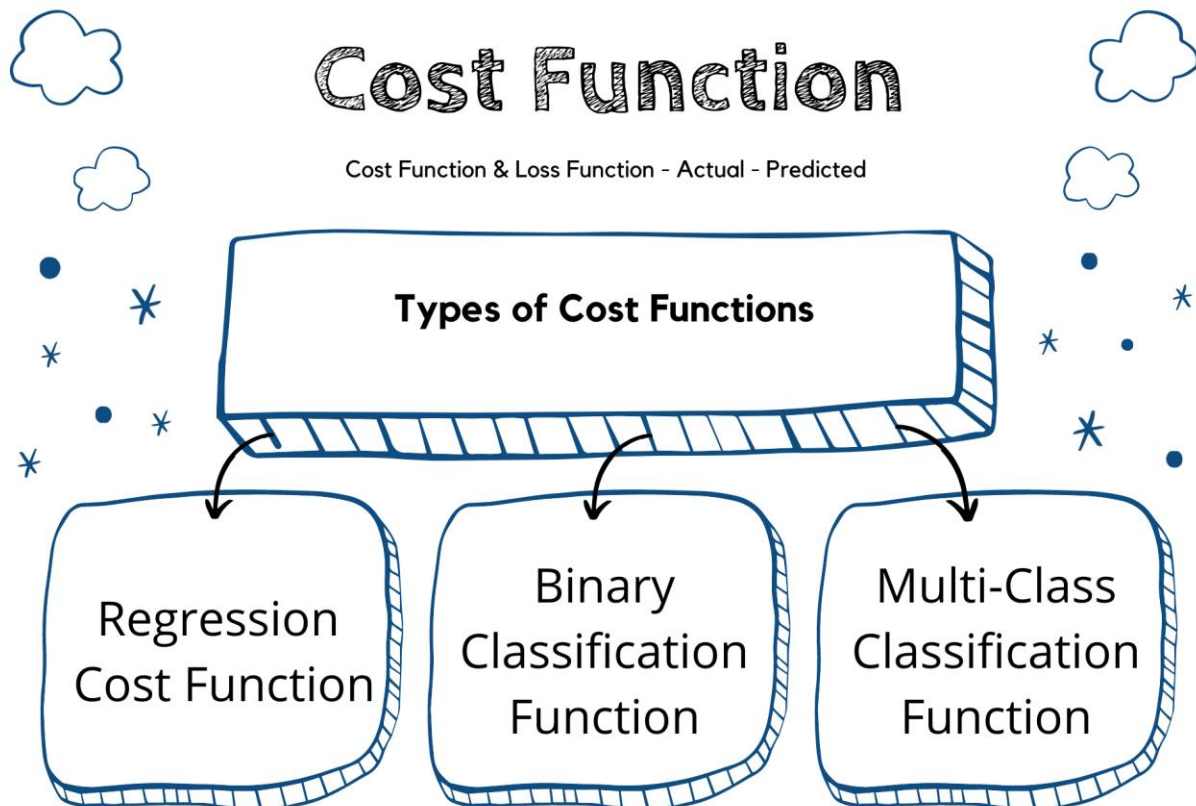 Cost Function
Cost Function & Loss Function - Actual - Predicted
Types of Cost Functions
Regression
Cost Function
Binary
Classification
Function
Multi-Class
Classification
Function